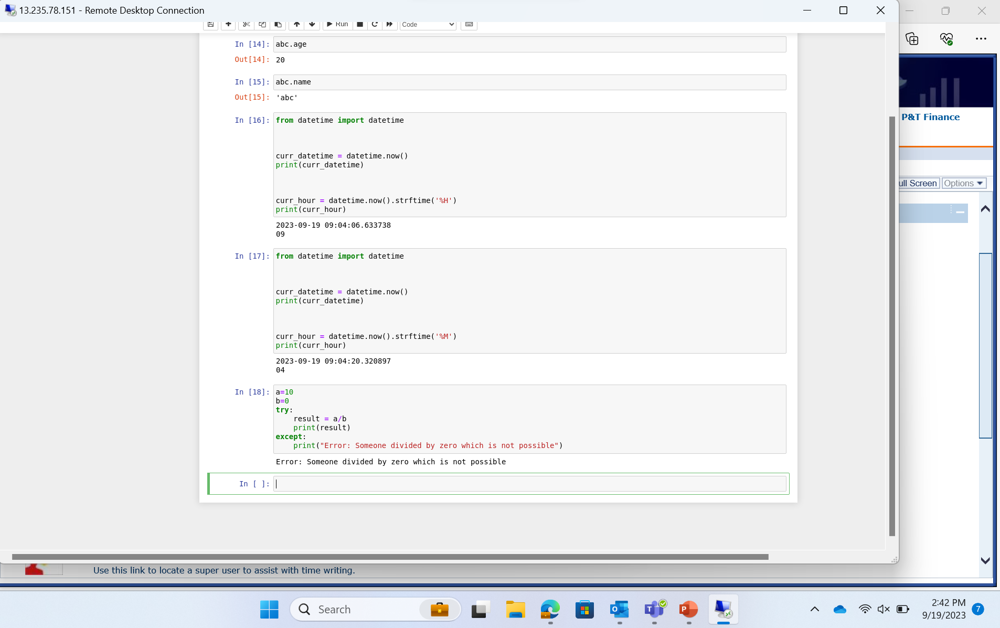 13.235.78.151 - Remote Desktop Connection
Run
Code
In [14]: abc.age
Out[14]: 20
In [15]: abc.name
Out[15]: 'abc'
In [16]: from datetime import datetime
curr_datetime = datetime.now()
print(curr_datetime)
curr_hour = datetime.now().strftime('%H')
print(curr_hour)
2023-09-19 09:04:06.633738
09
In [17]: from datetime import datetime
curr_datetime = datetime.now()
print(curr_datetime)
curr_hour = datetime.now().strftime('%M')
print(curr_hour)
2023-09-19 09:04:20.320897
04
In [18]: a=10
b=0
try:
    result = a/b
    print(result)
except:
    print("Error: Someone divided by zero which is not possible")
Error: Someone divided by zero which is not possible
In [ ]:
P&T Finance
ull Screen
Options
Use this link to locate a super user to assist with time writing.
Search
2:42 PM
9/19/2023
7